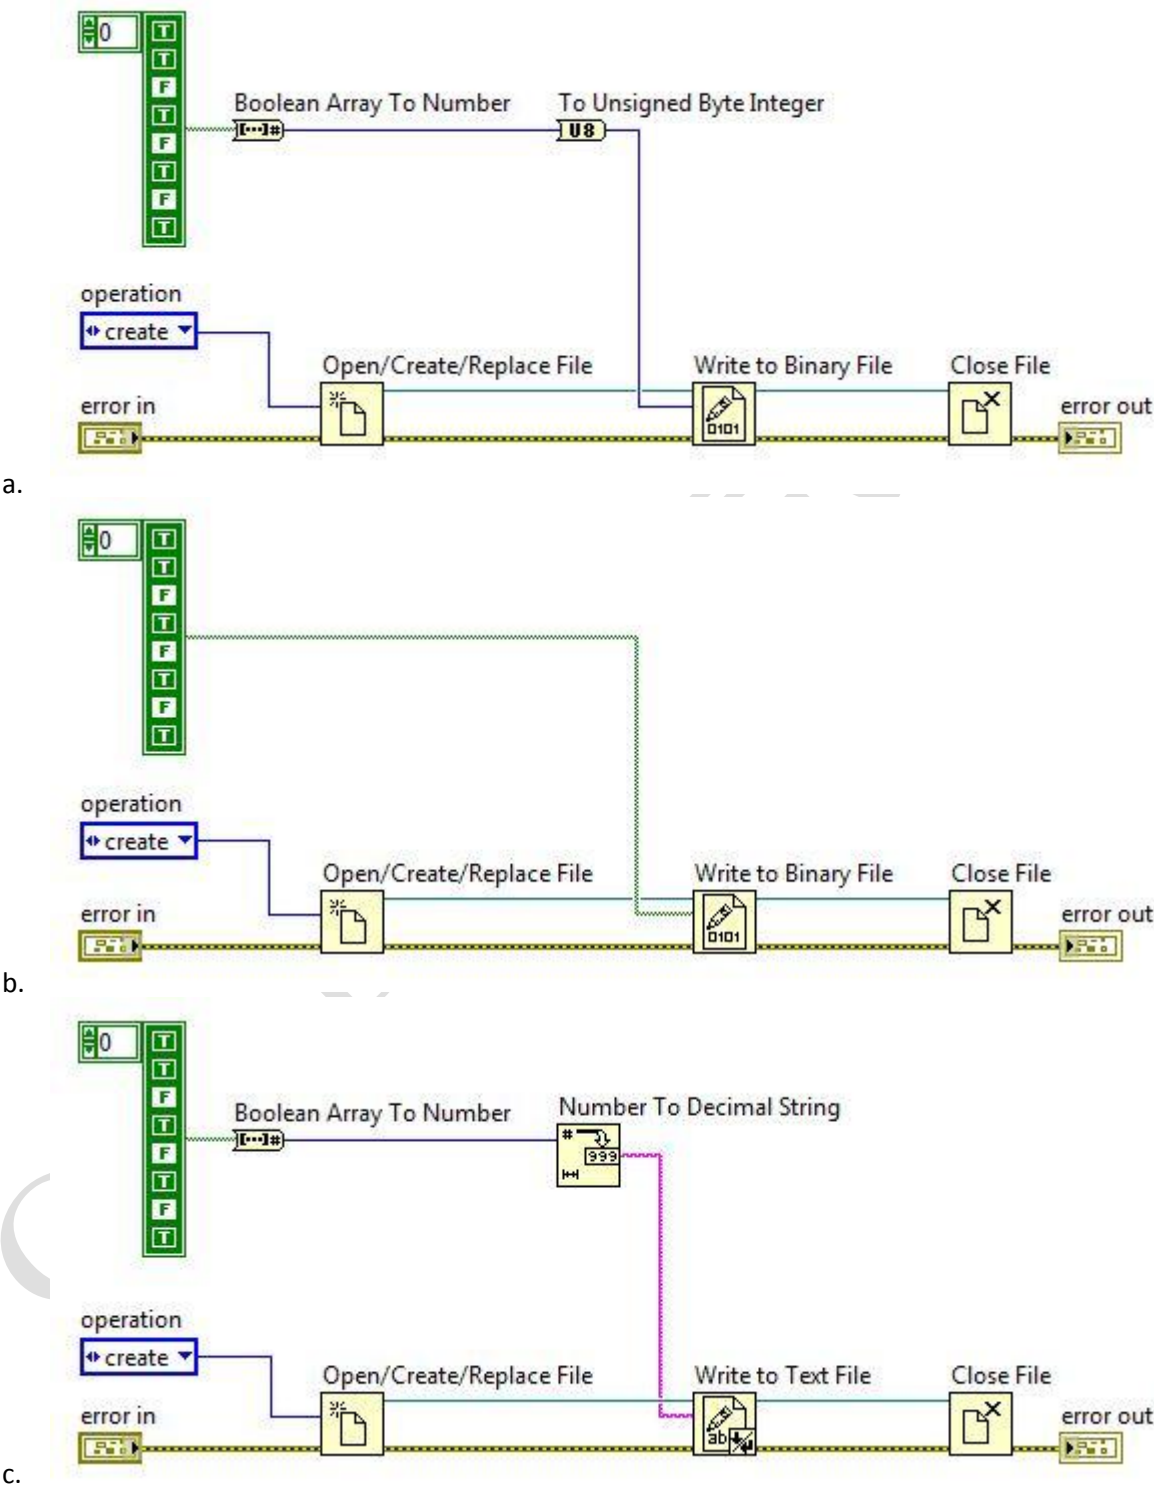 0
T
T
F
T
F
T
F
T
Boolean Array To Number
To Unsigned Byte Integer
[···]#
U8
operation
create
Open/Create/Replace File
Write to Binary File
Close File
error in
0101
error out
a.
0
T
T
F
T
F
T
F
T
operation
create
Open/Create/Replace File
Write to Binary File
Close File
error in
0101
error out
b.
0
T
T
F
T
F
T
F
T
Boolean Array To Number
Number To Decimal String
[···]#
#
999
operation
create
Open/Create/Replace File
Write to Text File
Close File
error in
ab
error out
c.